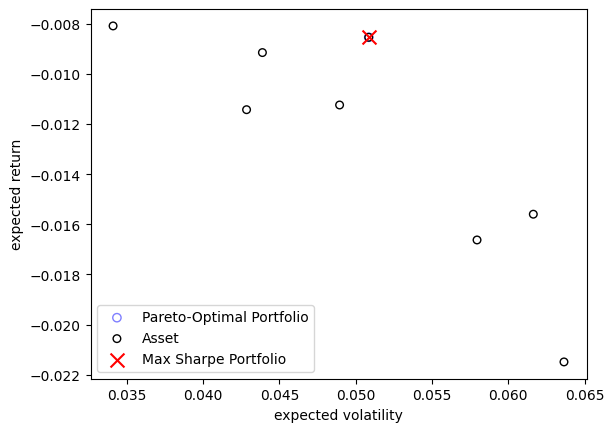 −0.008
−0.010
−0.012
−0.014
−0.016
−0.018
−0.020
−0.022
expected return
Pareto-Optimal Portfolio
Asset
Max Sharpe Portfolio
0.035 0.040 0.045 0.050 0.055 0.060 0.065
expected volatility